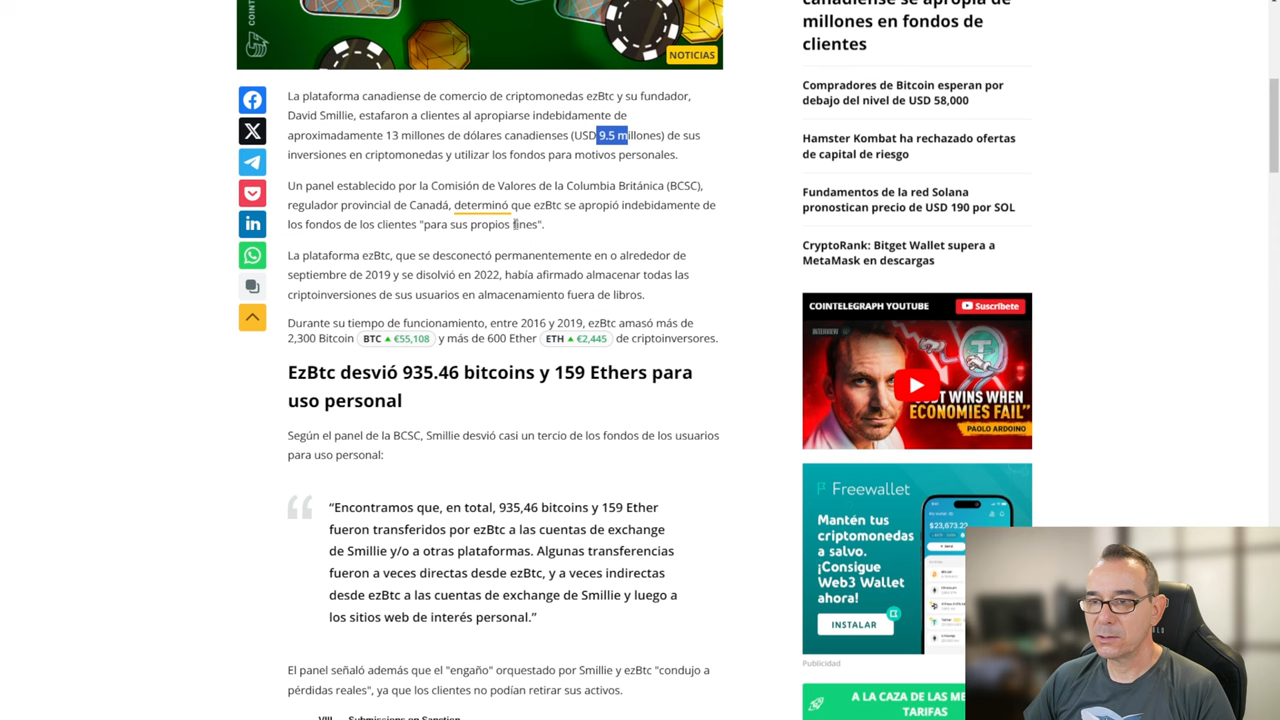 COINT
NOTICIAS
La plataforma canadiense de comercio de criptomonedas ezBtc y su fundador,
David Smillie, estafaron a clientes al apropiarse indebidamente de
aproximadamente 13 millones de dólares canadienses (USD 9.5 millones) de sus
inversiones en criptomonedas y utilizar los fondos para motivos personales.
Un panel establecido por la Comisión de Valores de la Columbia Británica (BCSC),
regulador provincial de Canadá, determinó que ezBtc se apropió indebidamente de
los fondos de los clientes "para sus propios fines".
La plataforma ezBtc, que se desconectó permanentemente en o alrededor de
septiembre de 2019 y se disolvió en 2022, había afirmado almacenar todas las
criptoinversiones de sus usuarios en almacenamiento fuera de libros.
Durante su tiempo de funcionamiento, entre 2016 y 2019, ezBtc amasó más de
2,300 Bitcoin BTC €55,108 y más de 600 Ether ETH €2,445 de criptoinversores.
EzBtc desvió 935.46 bitcoins y 159 Ethers para
uso personal
Según el panel de la BCSC, Smillie desvió casi un tercio de los fondos de los usuarios
para uso personal:
“Encontramos que, en total, 935,46 bitcoins y 159 Ether
fueron transferidos por ezBtc a las cuentas de exchange
de Smillie y/o a otras plataformas. Algunas transferencias
fueron a veces directas desde ezBtc, y a veces indirectas
desde ezBtc a las cuentas de exchange de Smillie y luego a
los sitios web de interés personal.”
El panel señaló además que el "engaño" orquestado por Smillie y ezBtc "condujo a
pérdidas reales", ya que los clientes no podían retirar sus activos.
VIII. Submissions on Sanction
canadiense se apropia de
millones en fondos de
clientes
Compradores de Bitcoin esperan por
debajo del nivel de USD 58,000
Hamster Kombat ha rechazado ofertas
de capital de riesgo
Fundamentos de la red Solana
pronostican precio de USD 190 por SOL
CryptoRank: Bitget Wallet supera a
MetaMask en descargas
COINTELEGRAPH YOUTUBE
Suscríbete
INTERVIEW
WINS WHEN
ECONOMIES FAIL”
PAOLO ARDOINO
Freewallet
Mantén tus
criptomonedas
a salvo.
¡Consigue
Web3 Wallet
ahora!
INSTALAR
$23,673.22
Publicidad
A LA CAZA DE LAS ME
TARIFAS